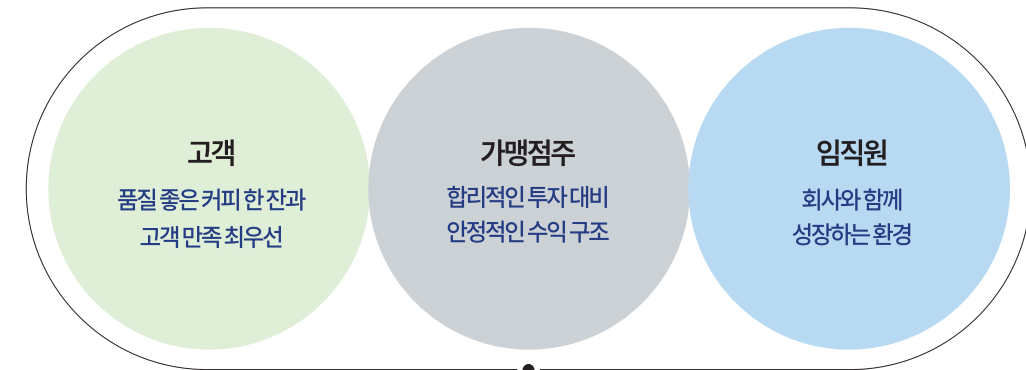 고객
품질 좋은 커피 한 잔과
고객 만족 최우선
가맹점주
합리적인 투자 대비
안정적인 수익 구조
임직원
회사와 함께
성장하는 환경